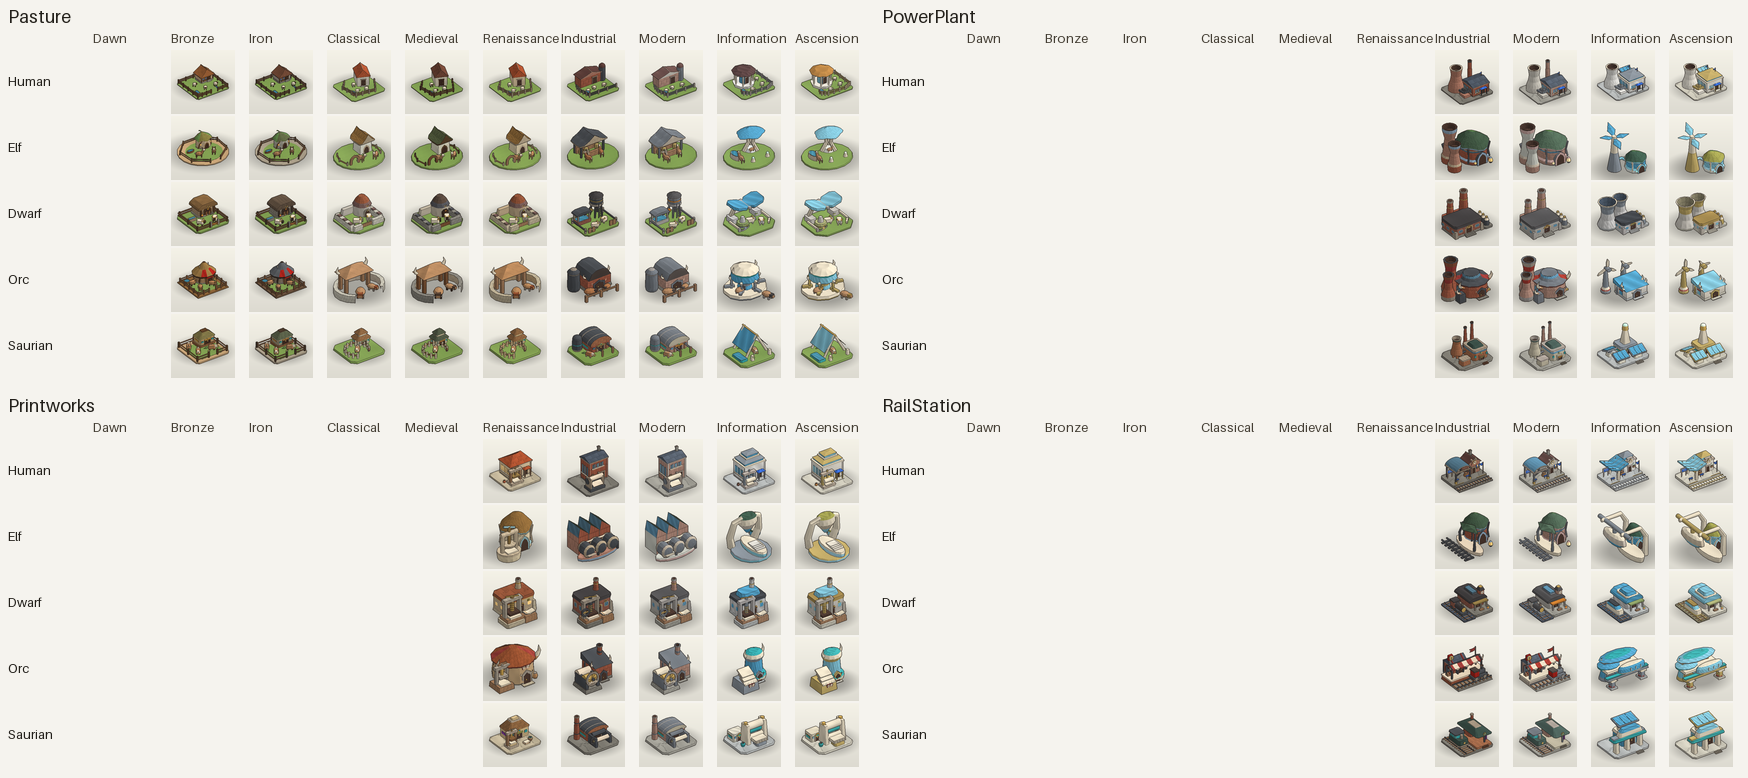 Pasture
Dawn Bronze Iron Classical Medieval Renaissance Industrial Modern Information Ascension
Human
Elf
Dwarf
Orc
Saurian
PowerPlant
Dawn Bronze Iron Classical Medieval Renaissance Industrial Modern Information Ascension
Human
Elf
Dwarf
Orc
Saurian
Printworks
Dawn Bronze Iron Classical Medieval Renaissance Industrial Modern Information Ascension
Human
Elf
Dwarf
Orc
Saurian
RailStation
Dawn Bronze Iron Classical Medieval Renaissance Industrial Modern Information Ascension
Human
Elf
Dwarf
Orc
Saurian